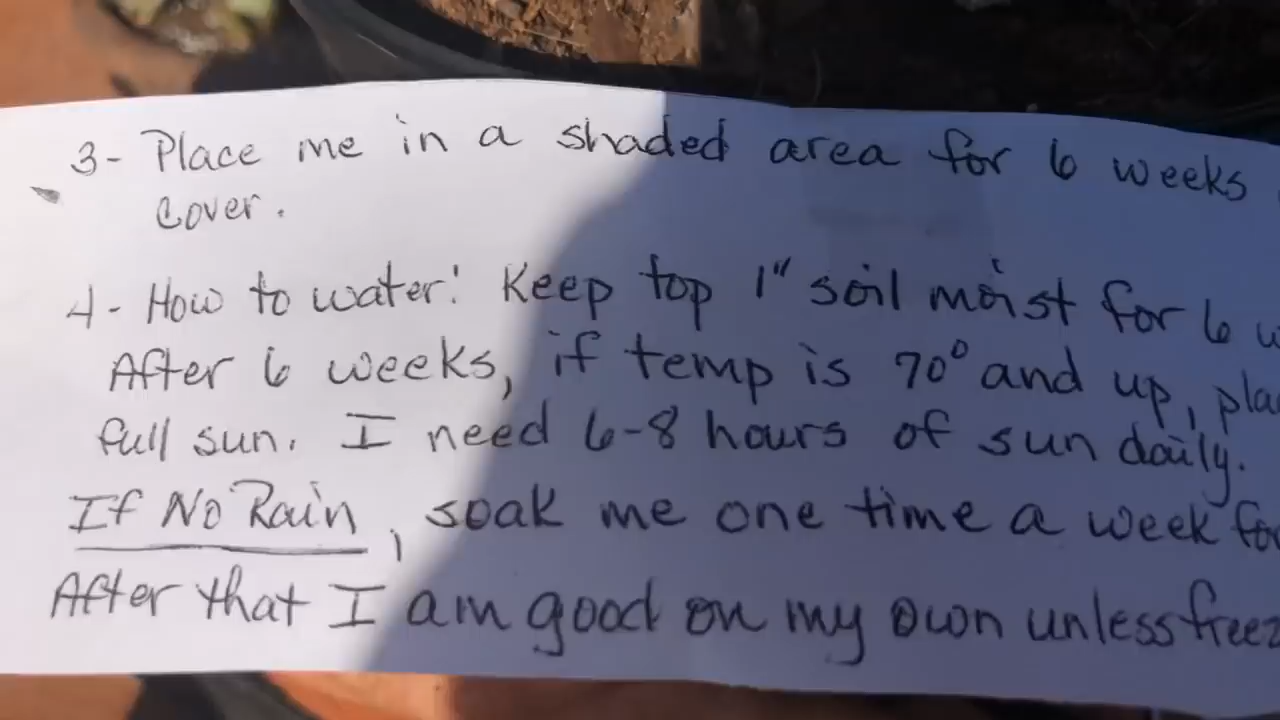 3- Place me in a shaded area for 6 weeks
cover.
4- How to water: Keep top 1" soil moist for 6
After 6 weeks, if temp is 70° and up,
full sun. I need 6-8 hours of sun daily.
If No Rain, soak me one time a week
After that I am good on my own unless